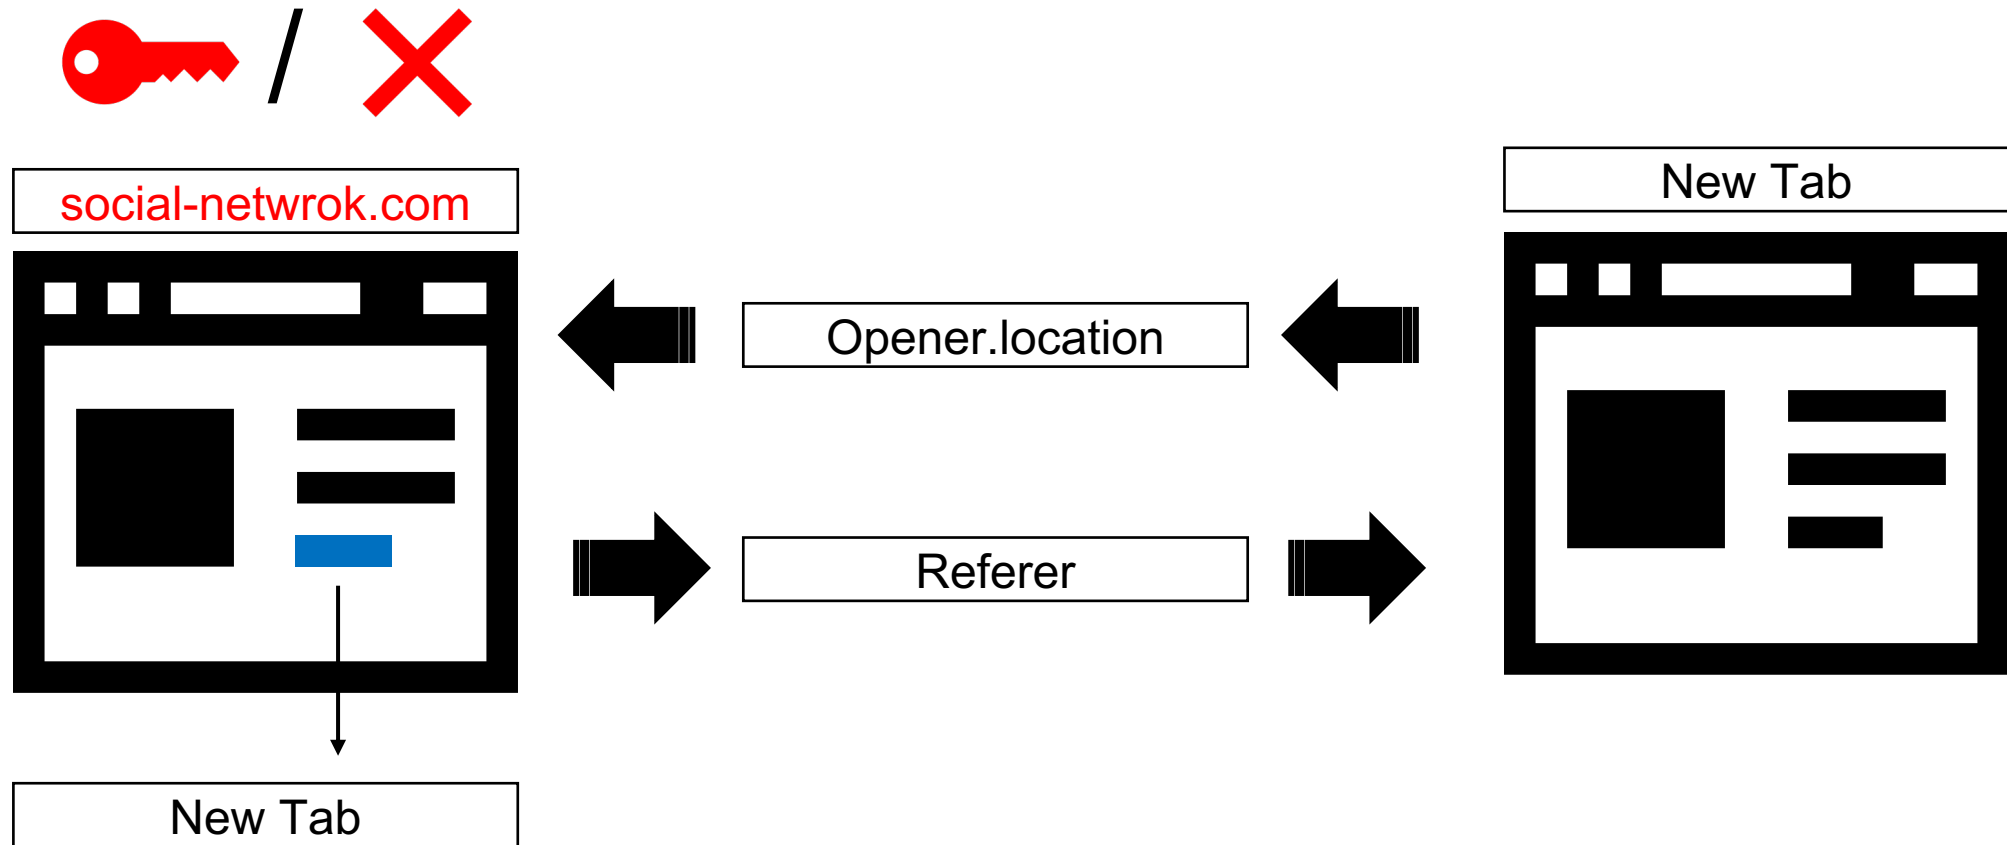 /
social-netwrok.com
New Tab
Opener.location
Referer
New Tab